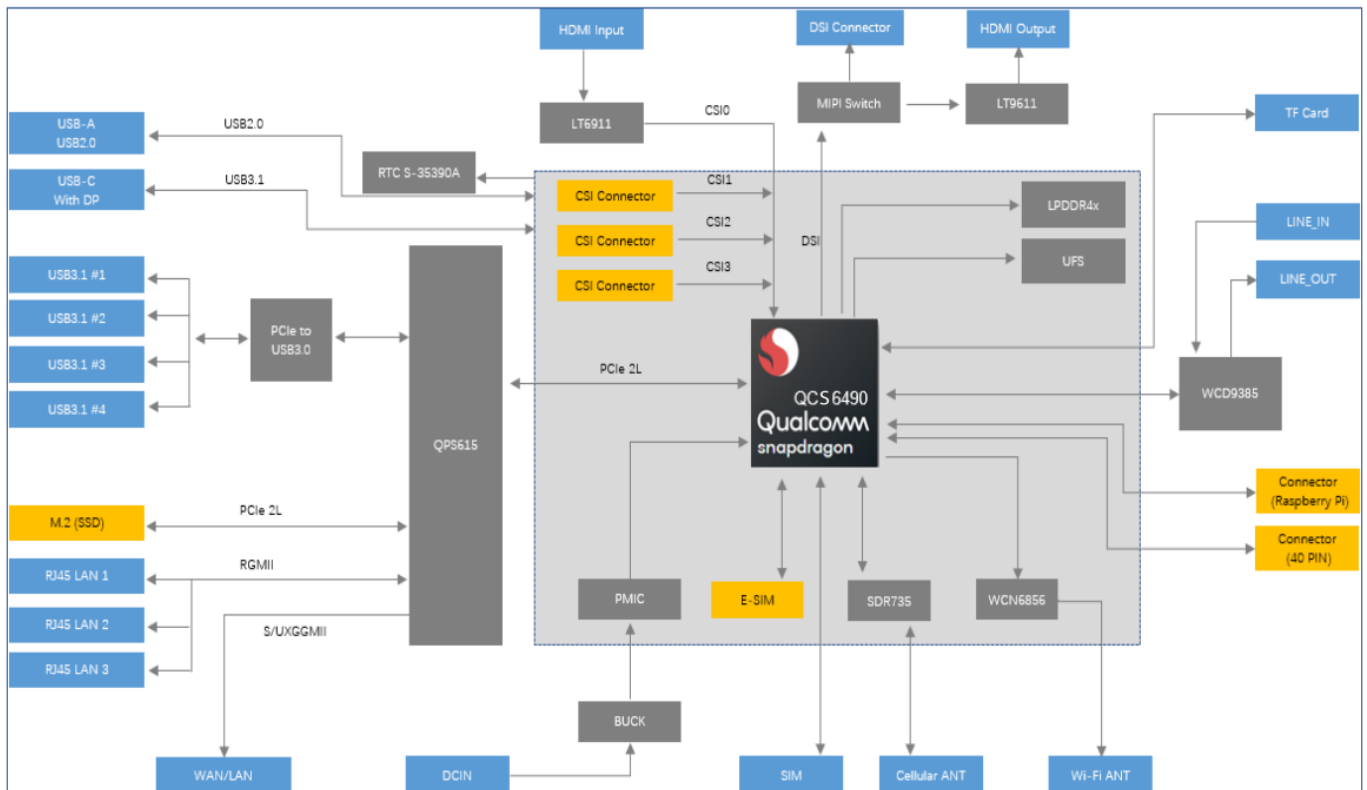 HDMI Input
DSI Connector
HDMI Output
LT6911
CSI0
MIPI Switch
LT9611
USB-A
USB2.0
USB2.0
TF Card
RTC S-35390A
USB-C
With DP
USB3.1
CSI Connector
CSI1
LPDDR4x
CSI Connector
CSI2
DSI
LINE_IN
UFS
CSI Connector
CSI3
LINE_OUT
USB3.1 #1
USB3.1 #2
USB3.1 #3
USB3.1 #4
PCIe to
USB3.0
PCIe 2L
QCS6490
Qualcomm
snapdragon
WCD9385
QPS615
Connector
(Raspberry Pi)
M.2 (SSD)
PCIe 2L
Connector
(40 PIN)
RJ45 LAN 1
RGMII
RJ45 LAN 2
S/UXGGMII
RJ45 LAN 3
PMIC
E-SIM
SDR735
WCN6856
BUCK
WAN/LAN
DCIN
SIM
Cellular ANT
Wi-Fi ANT